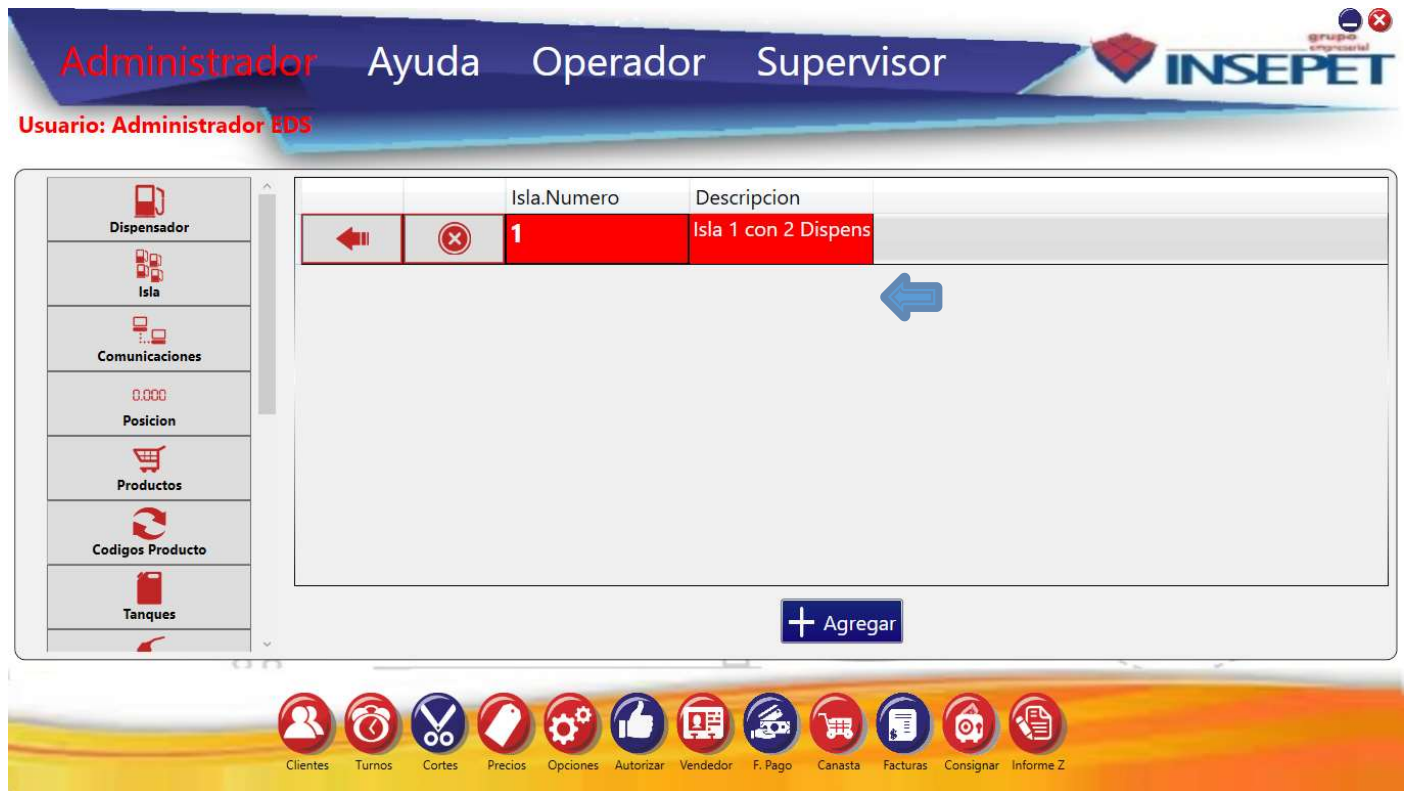 Administrador Ayuda Operador Supervisor
grupo
empresarial
INSEPET
Usuario: Administrador EDS
Isla.Numero Descripcion
1 Isla 1 con 2 Dispens
Dispensador
Isla
Comunicaciones
0.000
Posicion
Productos
Codigos Producto
Tanques
Agregar
Clientes Turnos Cortes Precios Opciones Autorizar Vendedor F. Pago Canasta Facturas Consignar Informe Z